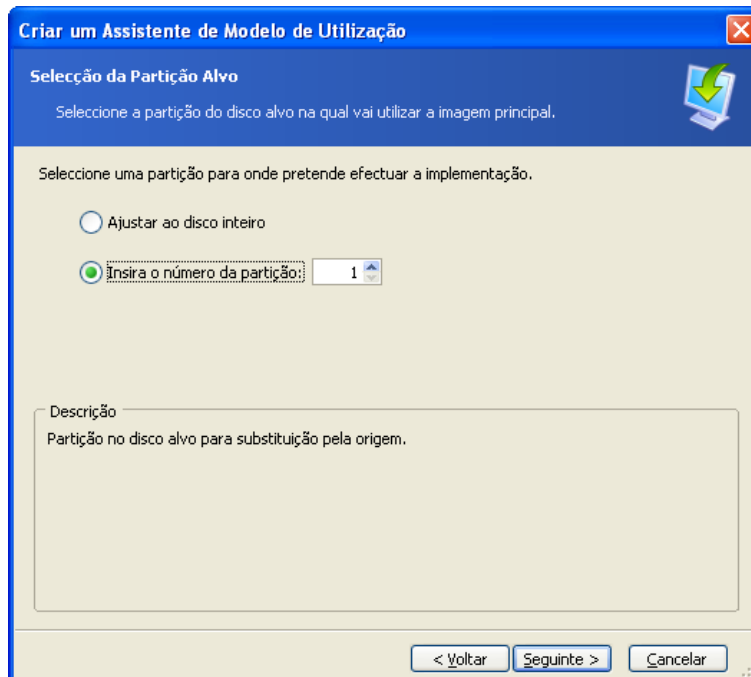 Criar um Assistente de Modelo de Utilização
Selecção da Partição Alvo
Seleccione a partição do disco alvo na qual vai utilizar a imagem principal.
Seleccione uma partição para onde pretende efectuar a implementação.
Ajustar ao disco inteiro
Insira o número da partição: 1
Descrição
Partição no disco alvo para substituição pela origem.
< Voltar Seguinte > Cancelar